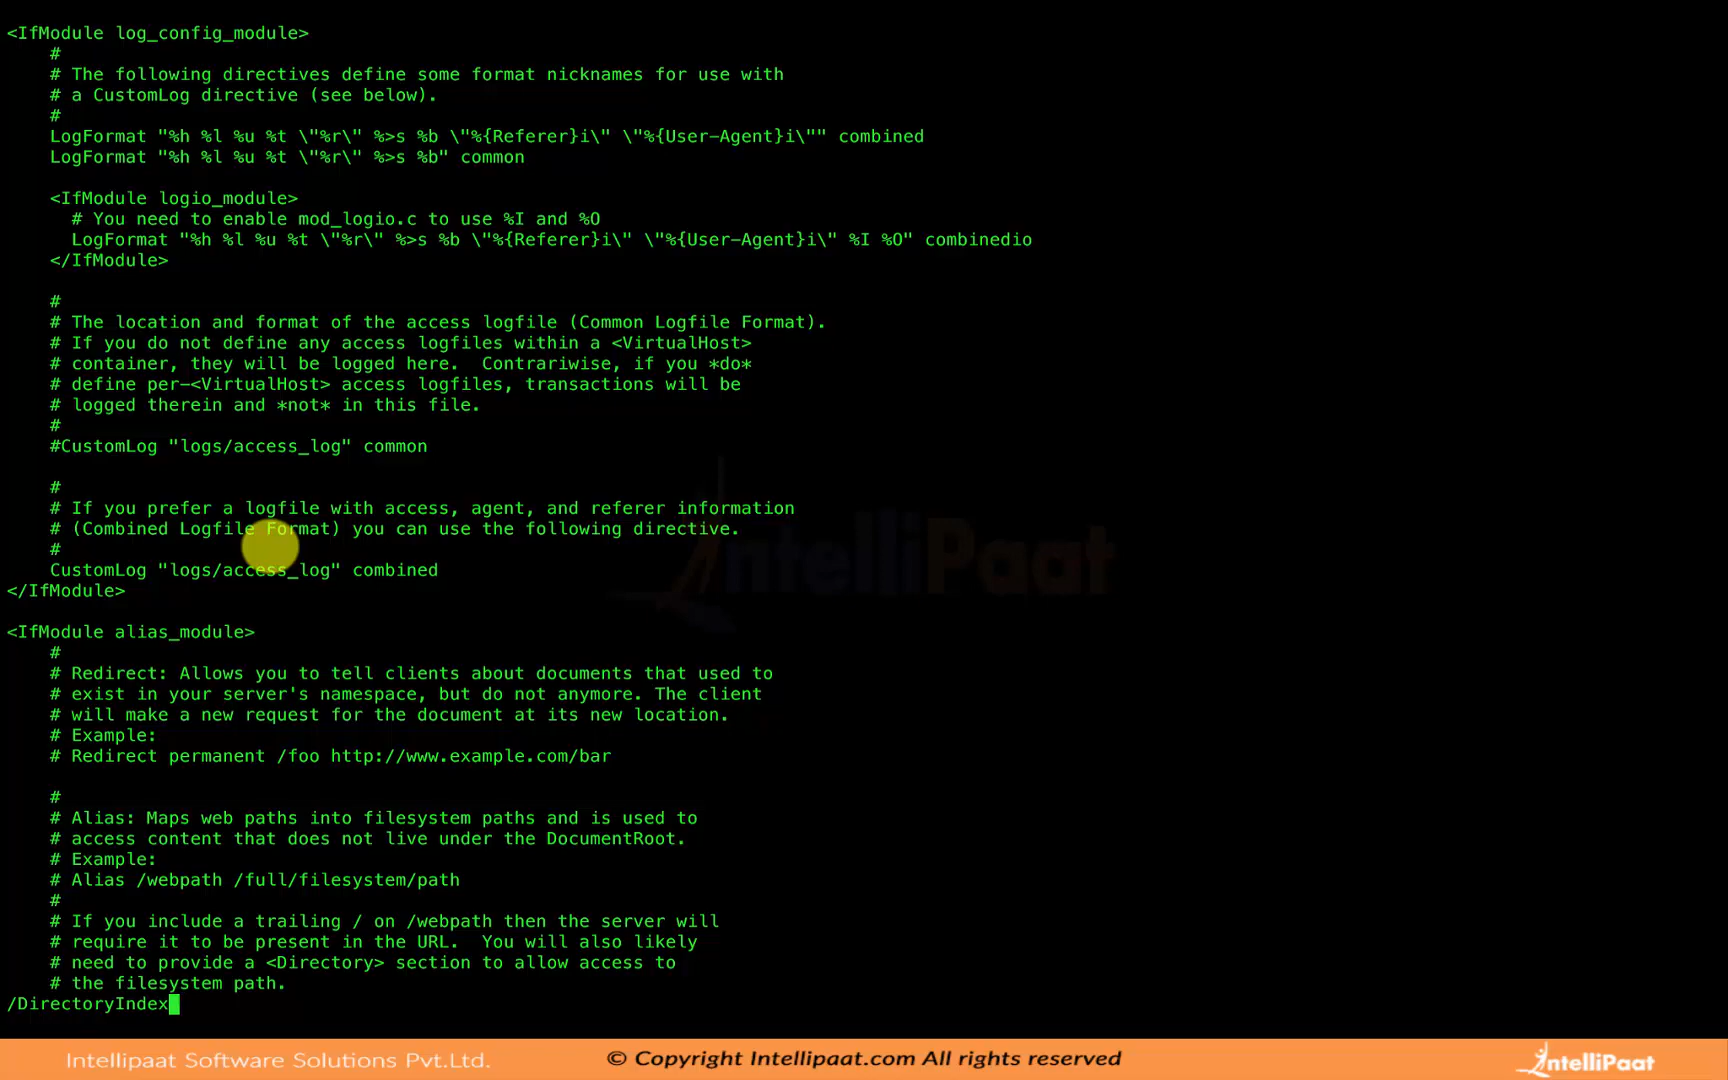 <IfModule log_config_module>
    #
    # The following directives define some format nicknames for use with
    # a CustomLog directive (see below).
    #
    LogFormat "%h %l %u %t \"%r\" %>s %b \"%{Referer}i\" \"%{User-Agent}i\"" combined
    LogFormat "%h %l %u %t \"%r\" %>s %b" common
    <IfModule logio_module>
      # You need to enable mod_logio.c to use %I and %O
      LogFormat "%h %l %u %t \"%r\" %>s %b \"%{Referer}i\" \"%{User-Agent}i\" %I %O" combinedio
    </IfModule>
    #
    # The location and format of the access logfile (Common Logfile Format).
    # If you do not define any access logfiles within a <VirtualHost>
    # container, they will be logged here.  Contrariwise, if you *do*
    # define per-<VirtualHost> access logfiles, transactions will be
    # logged therein and *not* in this file.
    #
    #CustomLog "logs/access_log" common
    #
    # If you prefer a logfile with access, agent, and referer information
    # (Combined Logfile Format) you can use the following directive.
    #
    CustomLog "logs/access_log" combined
</IfModule>
<IfModule alias_module>
    #
    # Redirect: Allows you to tell clients about documents that used to
    # exist in your server's namespace, but do not anymore. The client
    # will make a new request for the document at its new location.
    # Example:
    # Redirect permanent /foo http://www.example.com/bar
    #
    # Alias: Maps web paths into filesystem paths and is used to
    # access content that does not live under the DocumentRoot.
    # Example:
    # Alias /webpath /full/filesystem/path
    #
    # If you include a trailing / on /webpath then the server will
    # require it to be present in the URL.  You will also likely
    # need to provide a <Directory> section to allow access to
    # the filesystem path.
/DirectoryIndex
IntelliPaat
Intellipaat Software Solutions Pvt.Ltd.
© Copyright Intellipaat.com All rights reserved
IntelliPaat